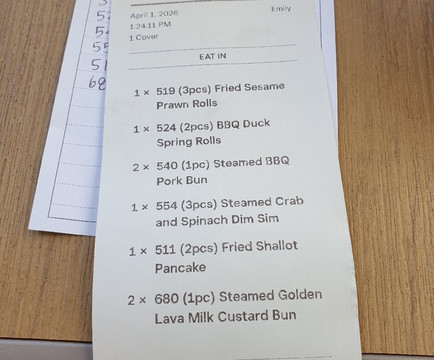 April 1, 2026 Emily
1:24:11 PM
1 Cover
EAT IN
1 × 519 (3pcs) Fried Sesame
Prawn Rolls
1 × 524 (2pcs) BBQ Duck
Spring Rolls
2 × 540 (1pc) Steamed BBQ
Pork Bun
1 × 554 (3pcs) Steamed Crab
and Spinach Dim Sim
1 × 511 (2pcs) Fried Shallot
Pancake
2 × 680 (1pc) Steamed Golden
Lava Milk Custard Bun